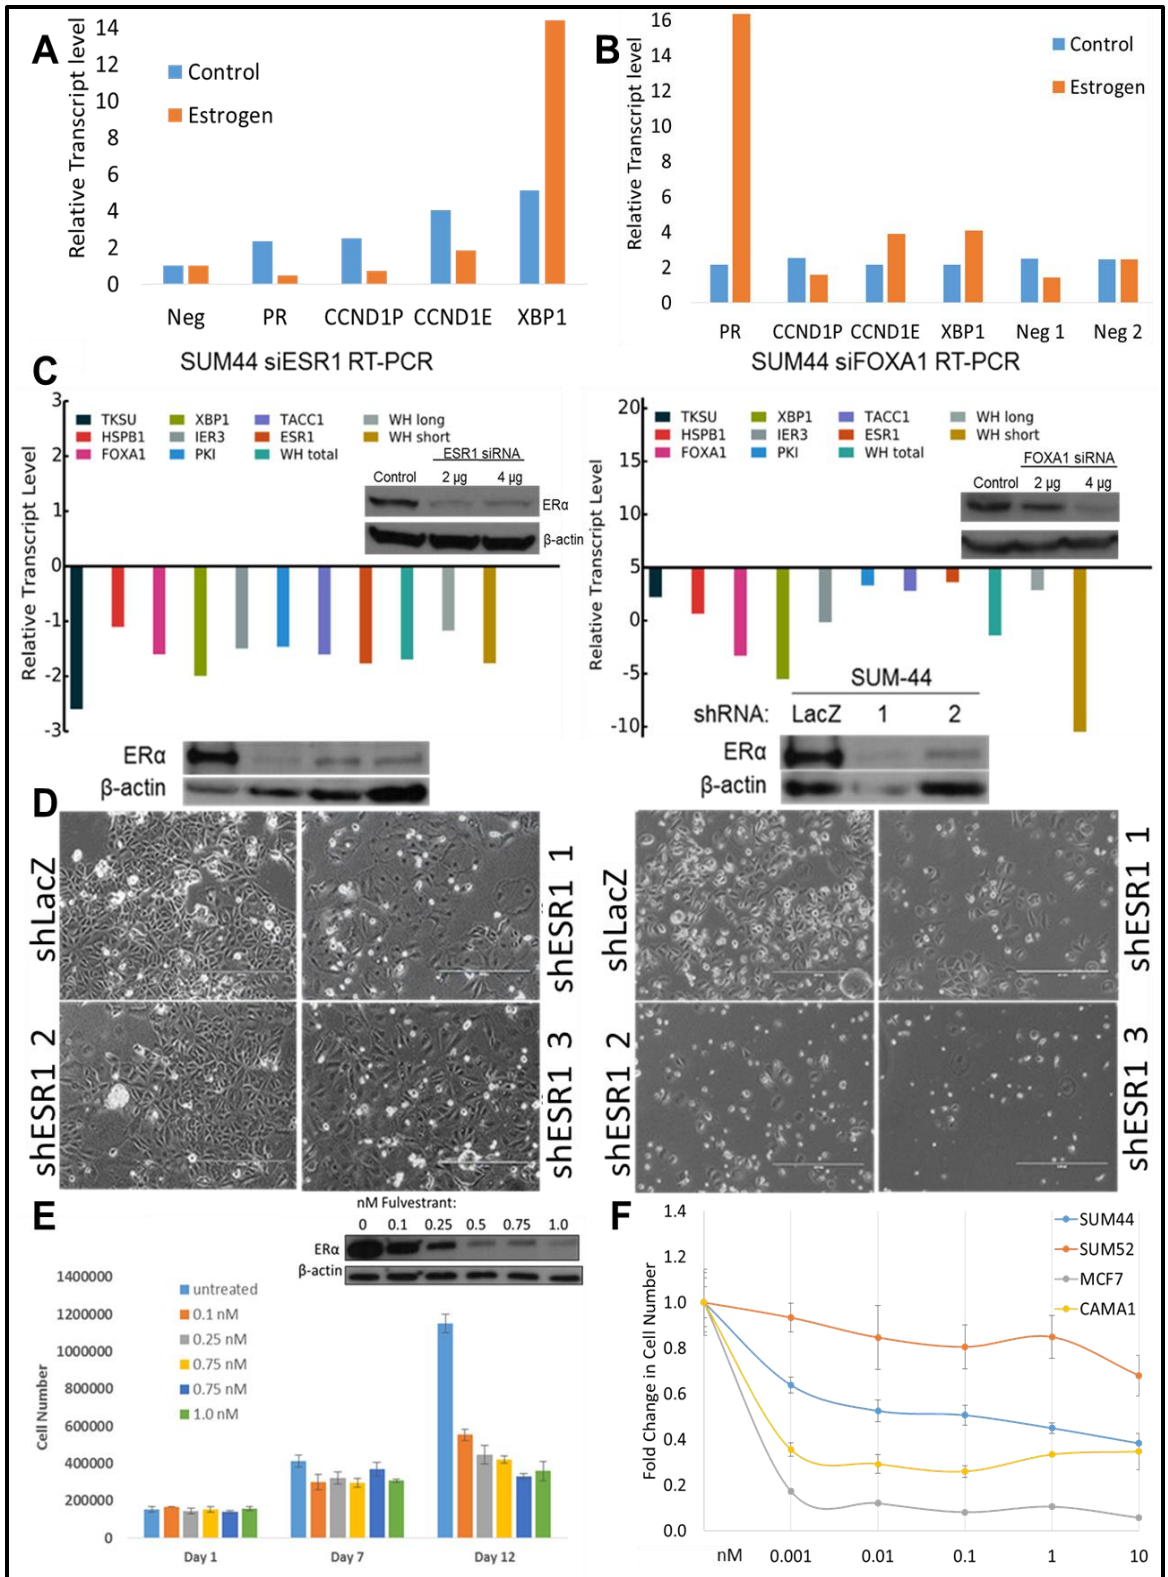 A
Relative Transcript level
14
12
10
8
6
4
2
0
Control
Estrogen
Neg PR CCND1P CCND1E XBP1
B
Relative Transcript level
16
14
12
10
8
6
4
2
0
Control
Estrogen
PR CCND1P CCND1E XBP1 Neg 1 Neg 2
C
SUM44 siESR1 RT-PCR
Relative Transcript Level
3
2
1
0
-1
-2
-3
TKSU XBP1 TACC1 WH long
HSPB1 IER3 ESR1 WH short
FOXA1 PKI WH total
ESR1 siRNA
Control 2 µg 4 µg
ERα
β-actin
SUM44 siFOXA1 RT-PCR
Relative Transcript Level
20
15
10
5
0
-5
-10
TKSU XBP1 TACC1 WH long
HSPB1 IER3 ESR1 WH short
FOXA1 PKI WH total
FOXA1 siRNA
Control 2 µg 4 µg
SUM-44
shRNA: LacZ 1 2
ERα
β-actin
ERα
β-actin
D
shLacZ
shESR1 1
shESR1 2
shESR1 3
shLacZ
shESR1 1
shESR1 2
shESR1 3
E
nM Fulvestrant:
0 0.1 0.25 0.5 0.75 1.0
ERα
β-actin
Cell Number
1400000
1200000
1000000
800000
600000
400000
200000
0
untreated
0.1 nM
0.25 nM
0.75 nM
0.75 nM
1.0 nM
Day 1 Day 7 Day 12
F
Fold Change in Cell Number
1.4
1.2
1.0
0.8
0.6
0.4
0.2
0.0
SUM44
SUM52
MCF7
CAMA1
nM 0.001 0.01 0.1 1 10